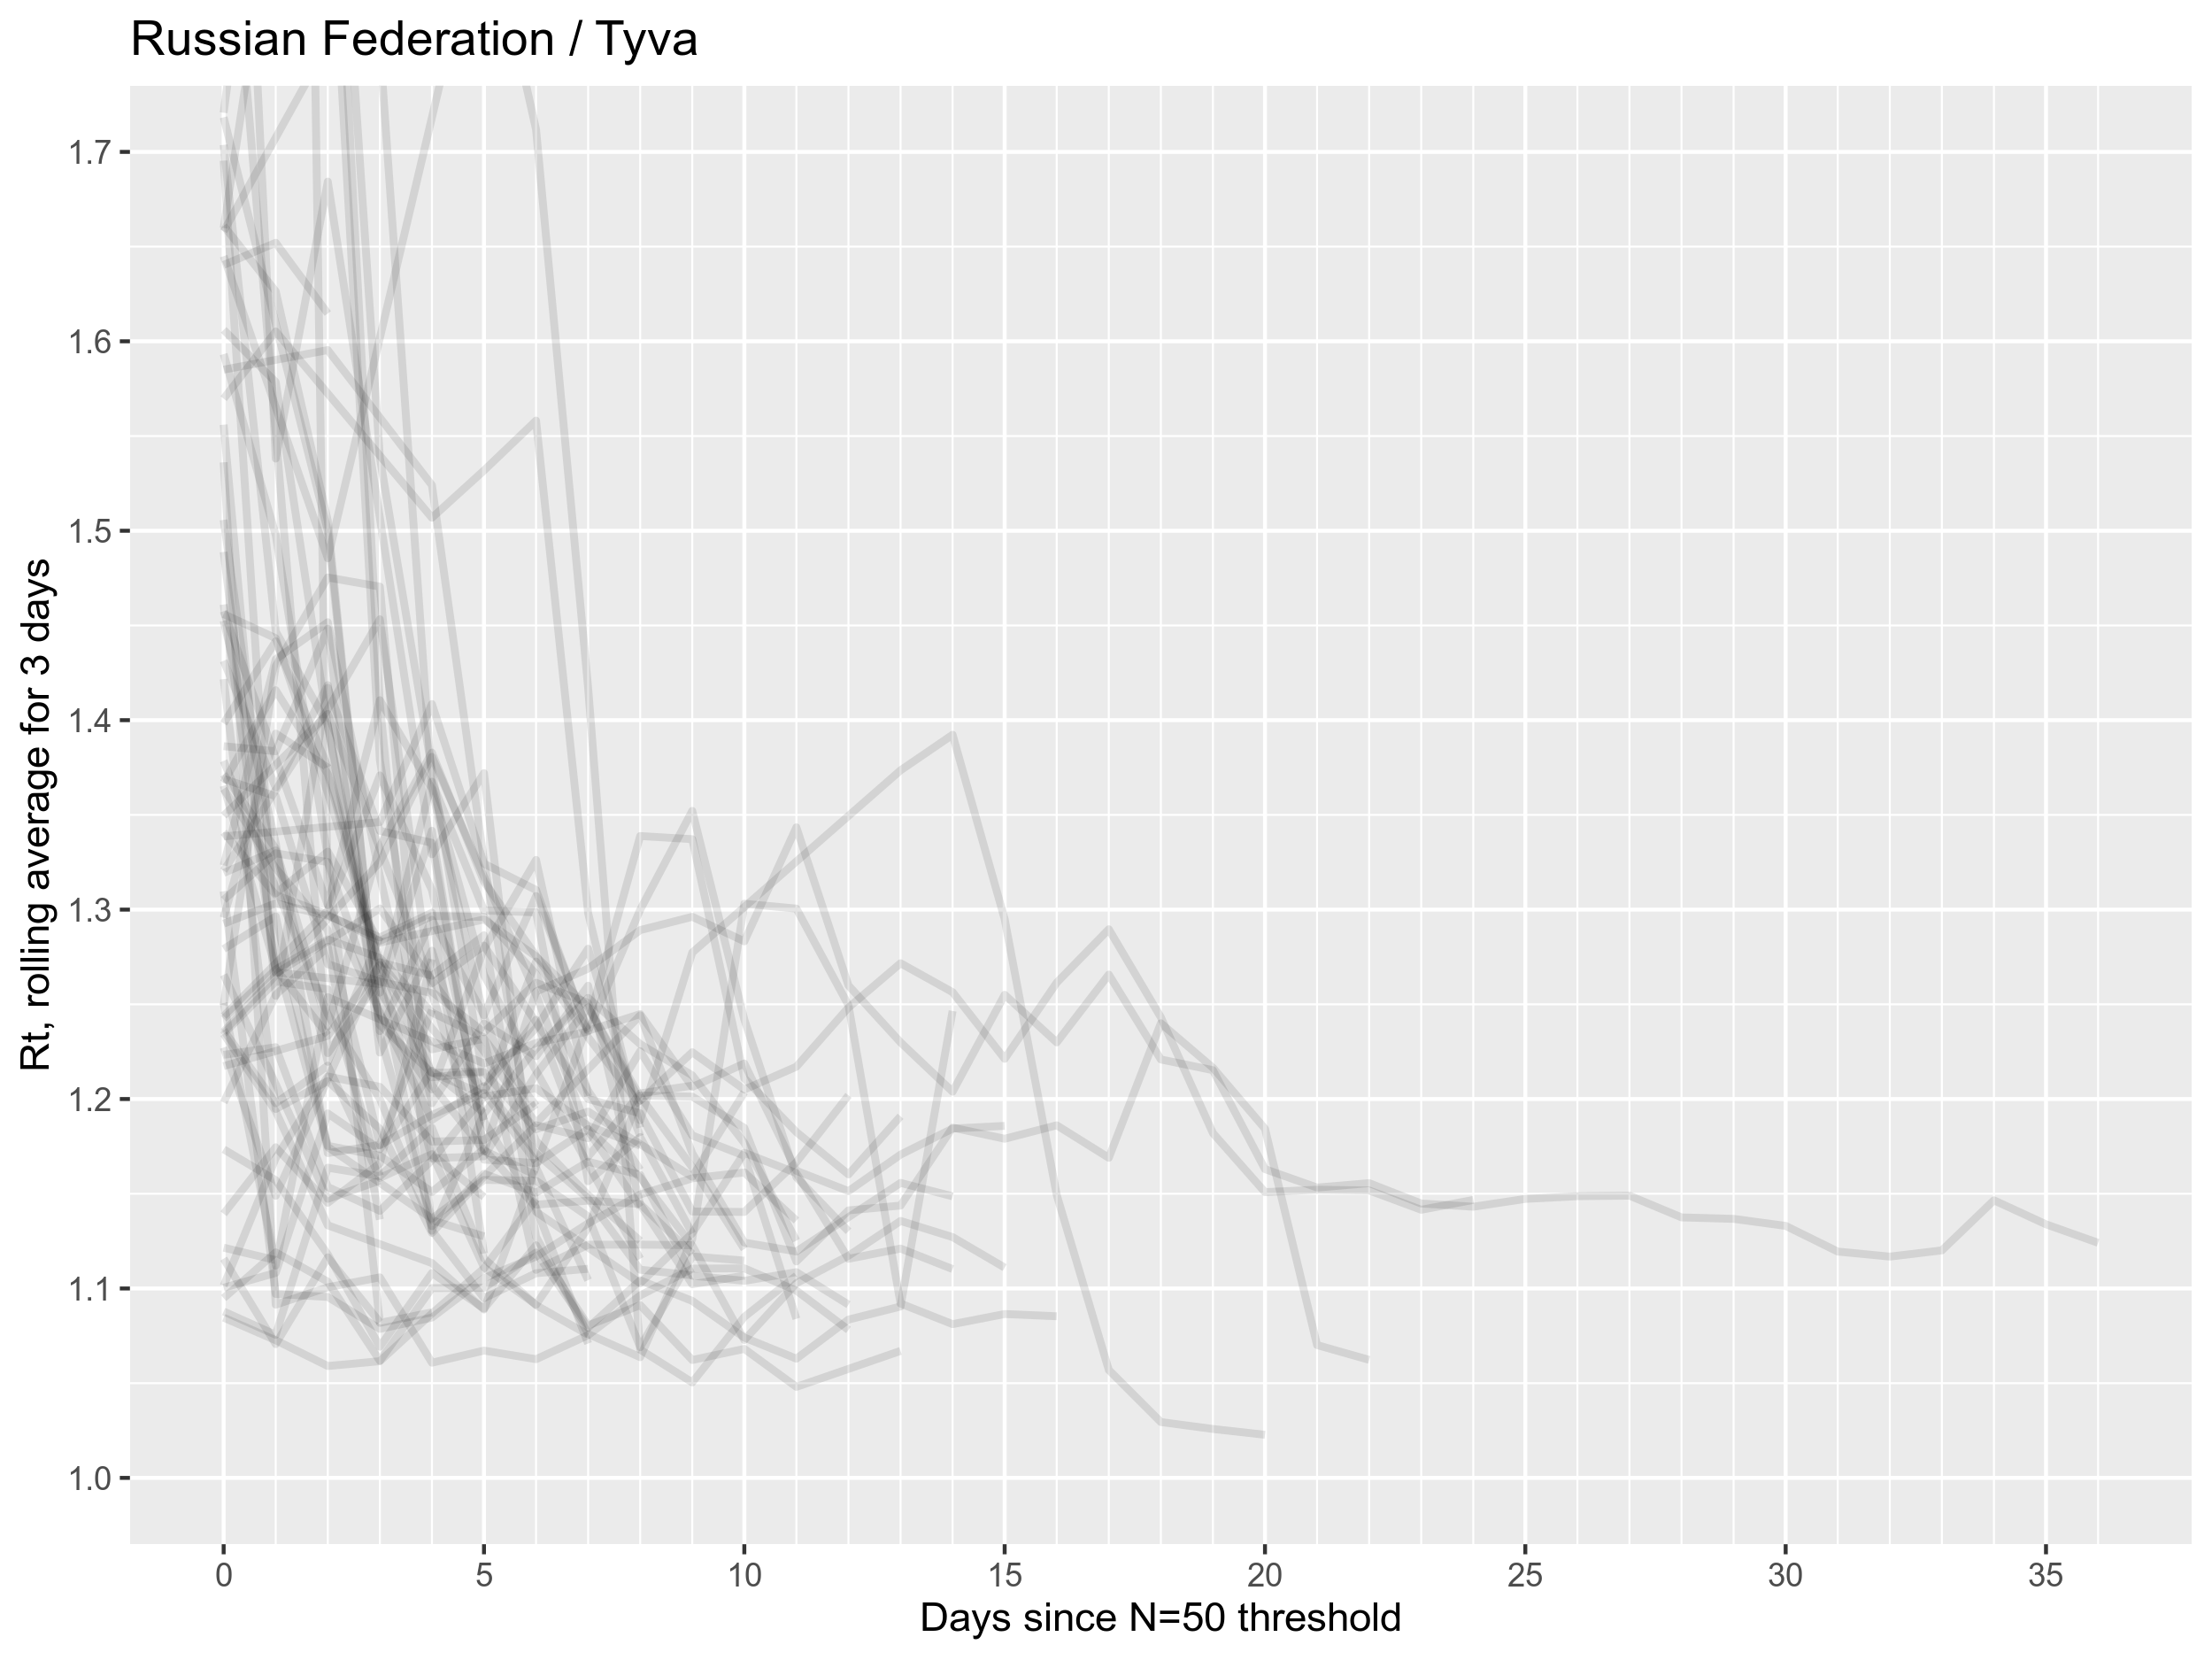 Russian Federation / Tyva
Rt, rolling average for 3 days
1.7
1.6
1.5
1.4
1.3
1.2
1.1
1.0
0 5 10 15 20 25 30 35
Days since N=50 threshold